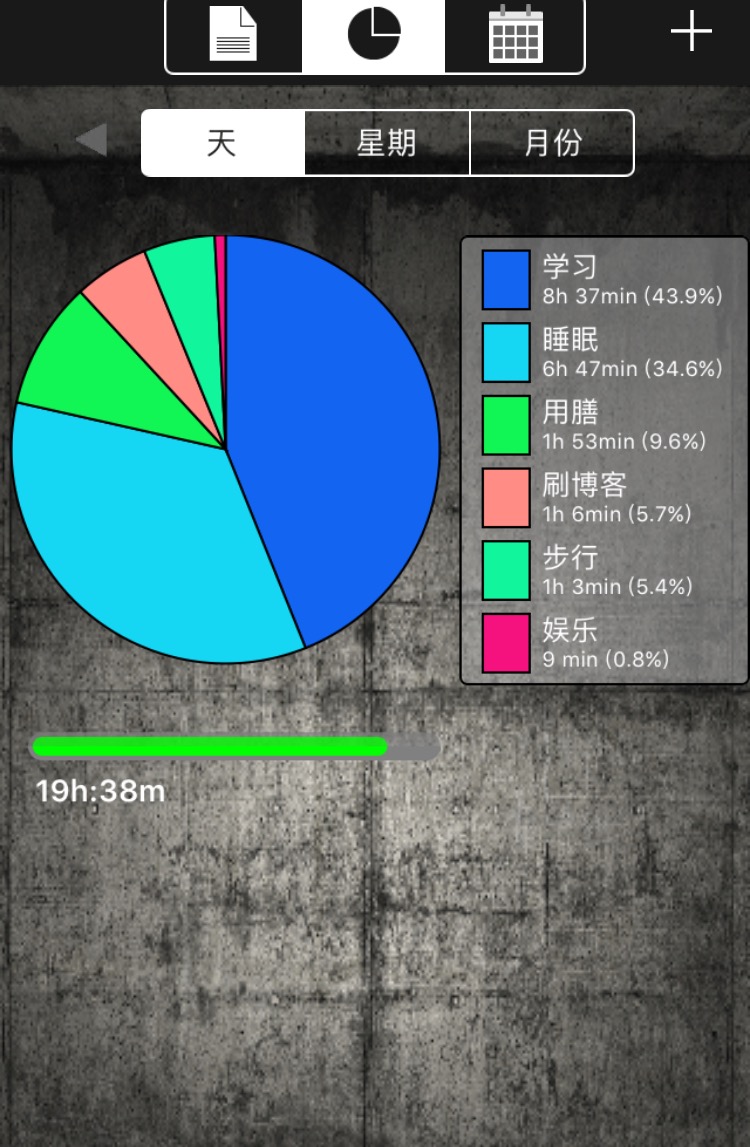 天
星期
月份
学习
8h 37min (43.9%)
睡眠
6h 47min (34.6%)
用膳
1h 53min (9.6%)
刷博客
1h 6min (5.7%)
步行
1h 3min (5.4%)
娱乐
9 min (0.8%)
19h:38m